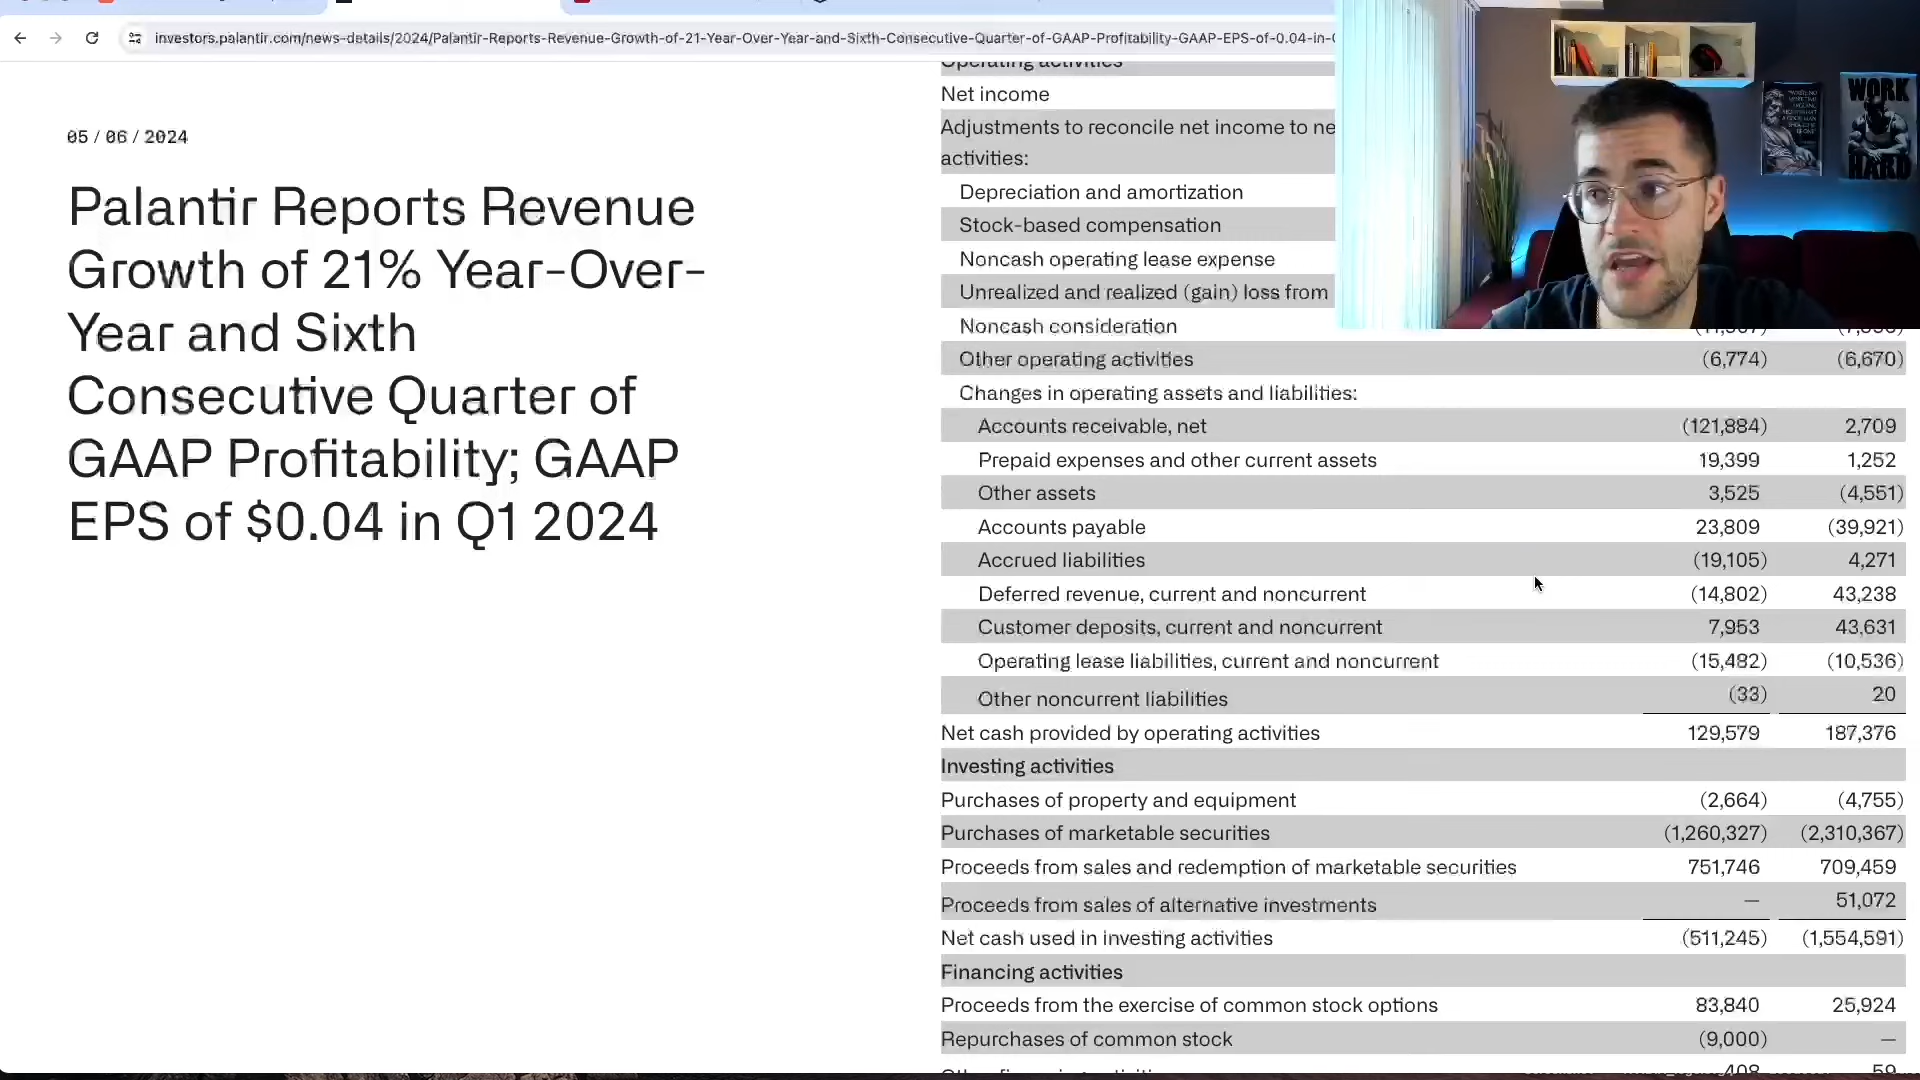 investors.palantir.com/news-details/2024/Palantir-Reports-Revenue-Growth-of-21-Year-Over-Year-and-Sixth-Consecutive-Quarter-of-GAAP-Profitability-GAAP-EPS-of-0.04-in-
05 / 06 / 2024
Palantir Reports Revenue
Growth of 21% Year-Over-
Year and Sixth
Consecutive Quarter of
GAAP Profitability; GAAP
EPS of $0.04 in Q1 2024
Operating activities
Net income
Adjustments to reconcile net income to ne
activities:
Depreciation and amortization
Stock-based compensation
Noncash operating lease expense
Unrealized and realized (gain) loss from
Noncash consideration
Other operating activities (6,774) (6,670)
Changes in operating assets and liabilities:
Accounts receivable, net (121,884) 2,709
Prepaid expenses and other current assets 19,399 1,252
Other assets 3,525 (4,551)
Accounts payable 23,809 (39,921)
Accrued liabilities (19,105) 4,271
Deferred revenue, current and noncurrent (14,802) 43,238
Customer deposits, current and noncurrent 7,953 43,631
Operating lease liabilities, current and noncurrent (15,482) (10,536)
Other noncurrent liabilities (33) 20
Net cash provided by operating activities 129,579 187,376
Investing activities
Purchases of property and equipment (2,664) (4,755)
Purchases of marketable securities (1,260,327) (2,310,367)
Proceeds from sales and redemption of marketable securities 751,746 709,459
Proceeds from sales of alternative investments — 51,072
Net cash used in investing activities (511,245) (1,554,591)
Financing activities
Proceeds from the exercise of common stock options 83,840 25,924
Repurchases of common stock (9,000) —
WORK
HARD